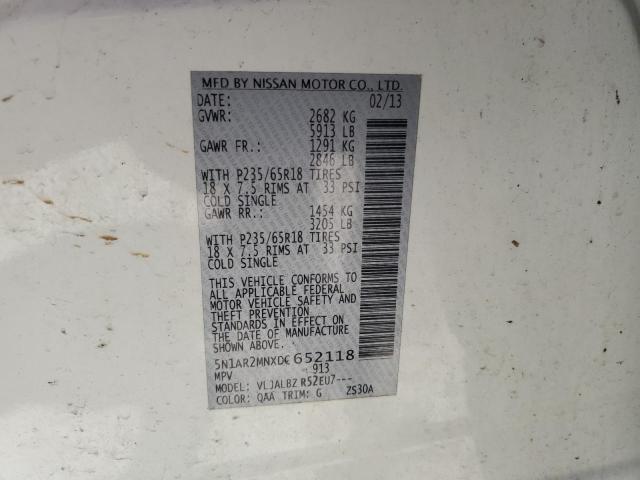 MFD BY NISSAN MOTOR CO., LTD.
DATE: 02/13
GVWR: 2682 KG
5913 LB
GAWR FR.: 1291 KG
2846 LB
WITH P235/65R18 TIRES
18 X 7.5 RIMS AT 33 PSI
COLD SINGLE
GAWR RR.: 1454 KG
3205 LB
WITH P235/65R18 TIRES
18 X 7.5 RIMS AT 33 PSI
COLD SINGLE
THIS VEHICLE CONFORMS TO
ALL APPLICABLE FEDERAL
MOTOR VEHICLE SAFETY AND
THEFT PREVENTION
STANDARDS IN EFFECT ON
THE DATE OF MANUFACTURE
SHOWN ABOVE.
5N1AR2MNXDC 652118
MPV 913
MODEL: VLJALBZ R52EU7---
COLOR: QAA TRIM: G ZS30A